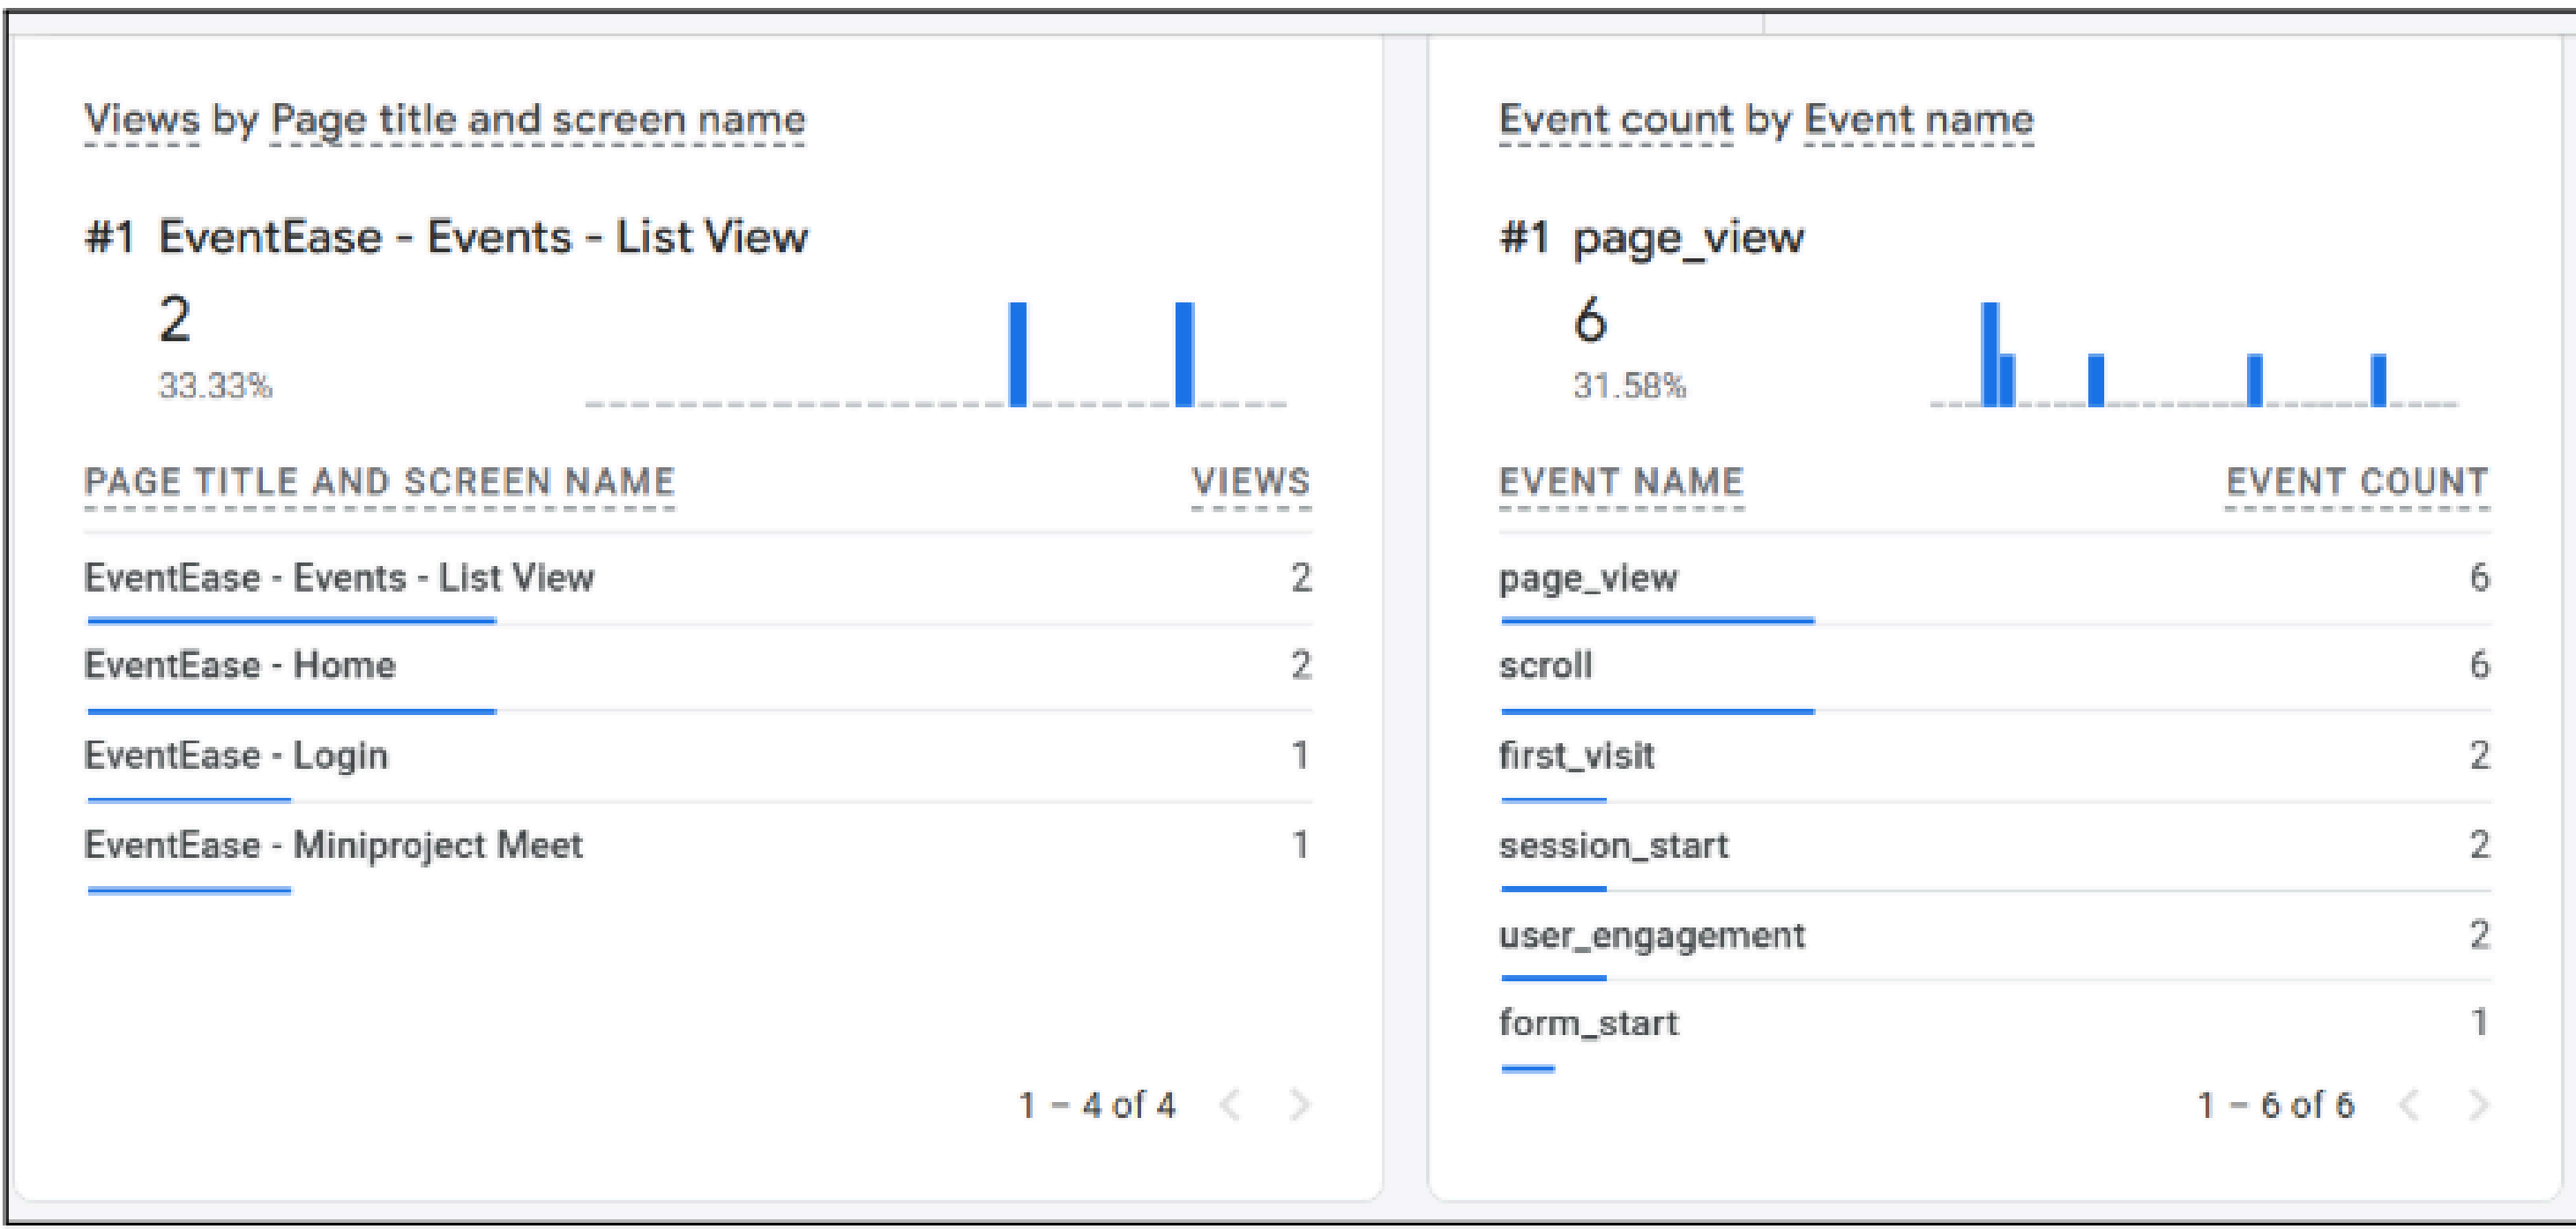 Views by Page title and screen name
#1 EventEase - Events - List View
2
33.33%
PAGE TITLE AND SCREEN NAME VIEWS
EventEase - Events - List View 2
EventEase - Home 2
EventEase - Login 1
EventEase - Miniproject Meet 1
1 – 4 of 4
Event count by Event name
#1 page_view
6
31.58%
EVENT NAME EVENT COUNT
page_view 6
scroll 6
first_visit 2
session_start 2
user_engagement 2
form_start 1
1 – 6 of 6